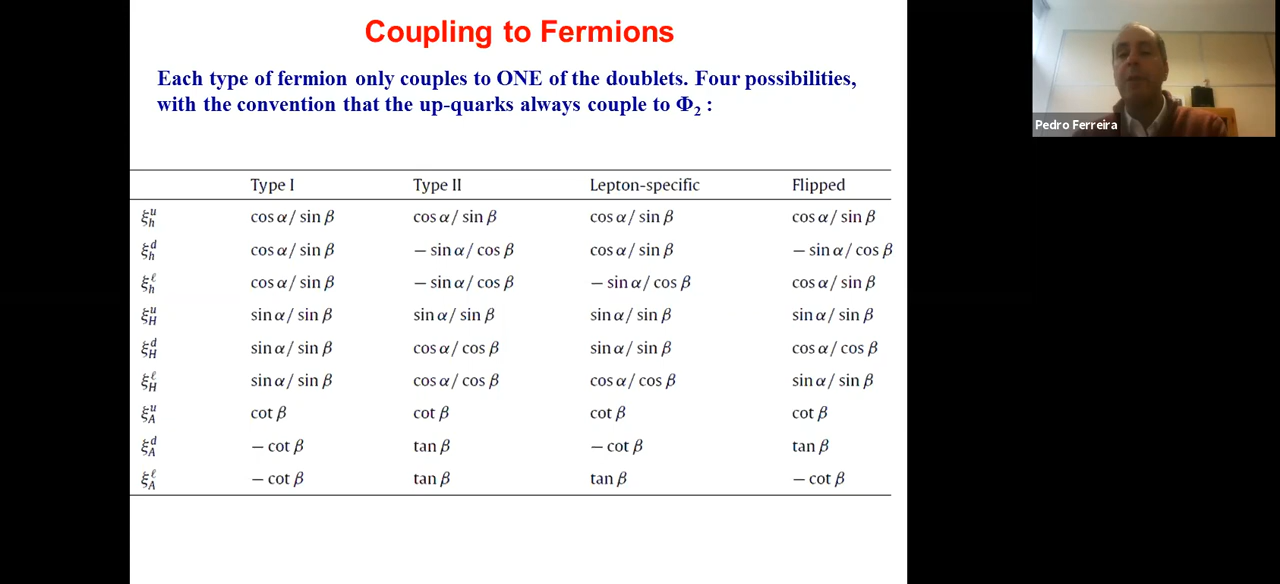 Coupling to Fermions
Each type of fermion only couples to ONE of the doublets. Four possibilities,
with the convention that the up-quarks always couple to Φ₂ :
Type I Type II Lepton-specific Flipped
ξ_h^u cos α / sin β cos α / sin β cos α / sin β cos α / sin β
ξ_h^d cos α / sin β − sin α / cos β cos α / sin β − sin α / cos β
ξ_h^ℓ cos α / sin β − sin α / cos β − sin α / cos β cos α / sin β
ξ_H^u sin α / sin β sin α / sin β sin α / sin β sin α / sin β
ξ_H^d sin α / sin β cos α / cos β sin α / sin β cos α / cos β
ξ_H^ℓ sin α / sin β cos α / cos β cos α / cos β sin α / sin β
ξ_A^u cot β cot β cot β cot β
ξ_A^d − cot β tan β − cot β tan β
ξ_A^ℓ − cot β tan β tan β − cot β
Pedro Ferreira